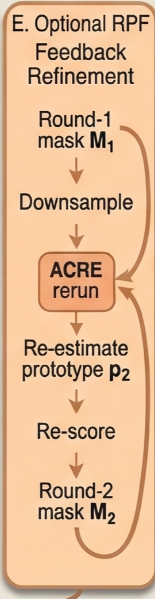 E. Optional RPF
Feedback
Refinement
Round-1
mask M₁
Downsample
ACRE
rerun
Re-estimate
prototype p₂
Re-score
Round-2
mask M₂